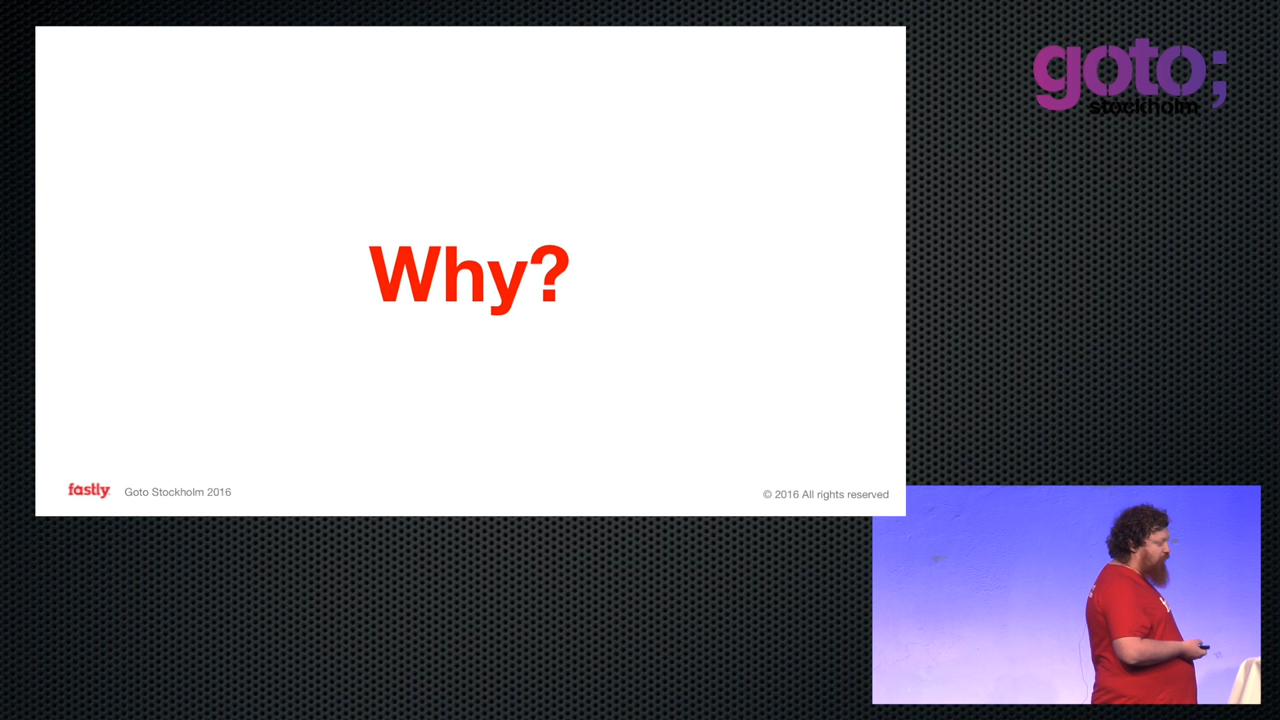 Why?
fastly
Goto Stockholm 2016
© 2016 All rights reserved
goto;
stockholm